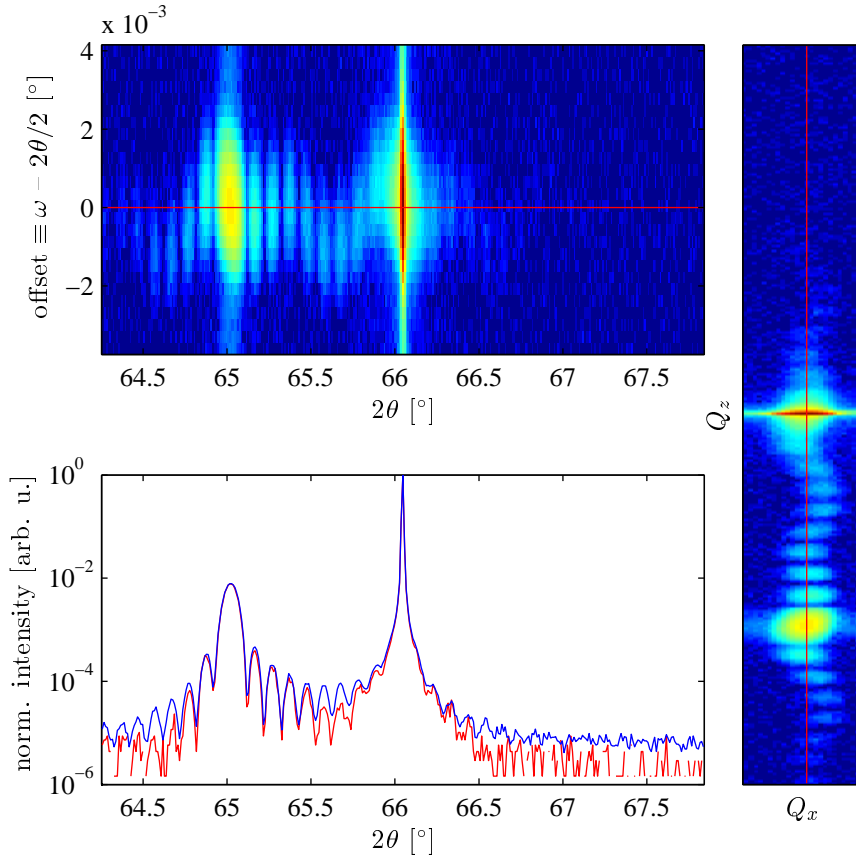 x 10⁻³
4
2
0
−2
offset ≡ ω − 2θ/2 [°]
64.5 65 65.5 66 66.5 67 67.5
2θ [°]
Q_z
10⁰
10⁻²
10⁻⁴
10⁻⁶
norm. intensity [arb. u.]
64.5 65 65.5 66 66.5 67 67.5
2θ [°]
Q_x